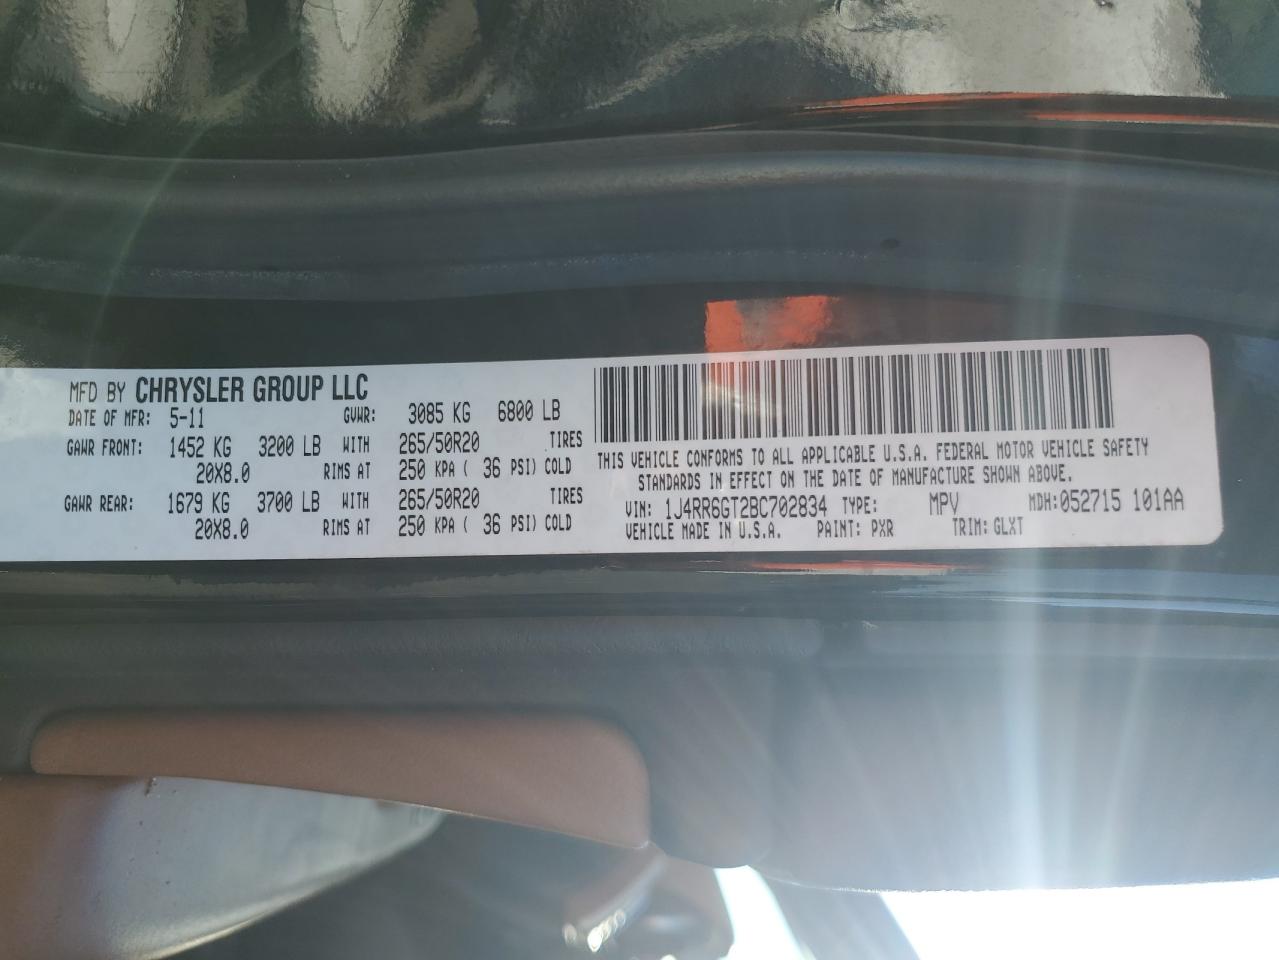 MFD BY CHRYSLER GROUP LLC
DATE OF MFR: 5-11 GVWR: 3085 KG 6800 LB
GAWR FRONT: 1452 KG 3200 LB WITH 265/50R20 TIRES
20X8.0 RIMS AT 250 KPA ( 36 PSI) COLD
GAWR REAR: 1679 KG 3700 LB WITH 265/50R20 TIRES
20X8.0 RIMS AT 250 KPA ( 36 PSI) COLD
THIS VEHICLE CONFORMS TO ALL APPLICABLE U.S.A. FEDERAL MOTOR VEHICLE SAFETY
STANDARDS IN EFFECT ON THE DATE OF MANUFACTURE SHOWN ABOVE.
VIN: 1J4RR6GT2BC702834 TYPE: MPV MDH:052715 101AA
VEHICLE MADE IN U.S.A. PAINT: PXR TRIM: GLXT